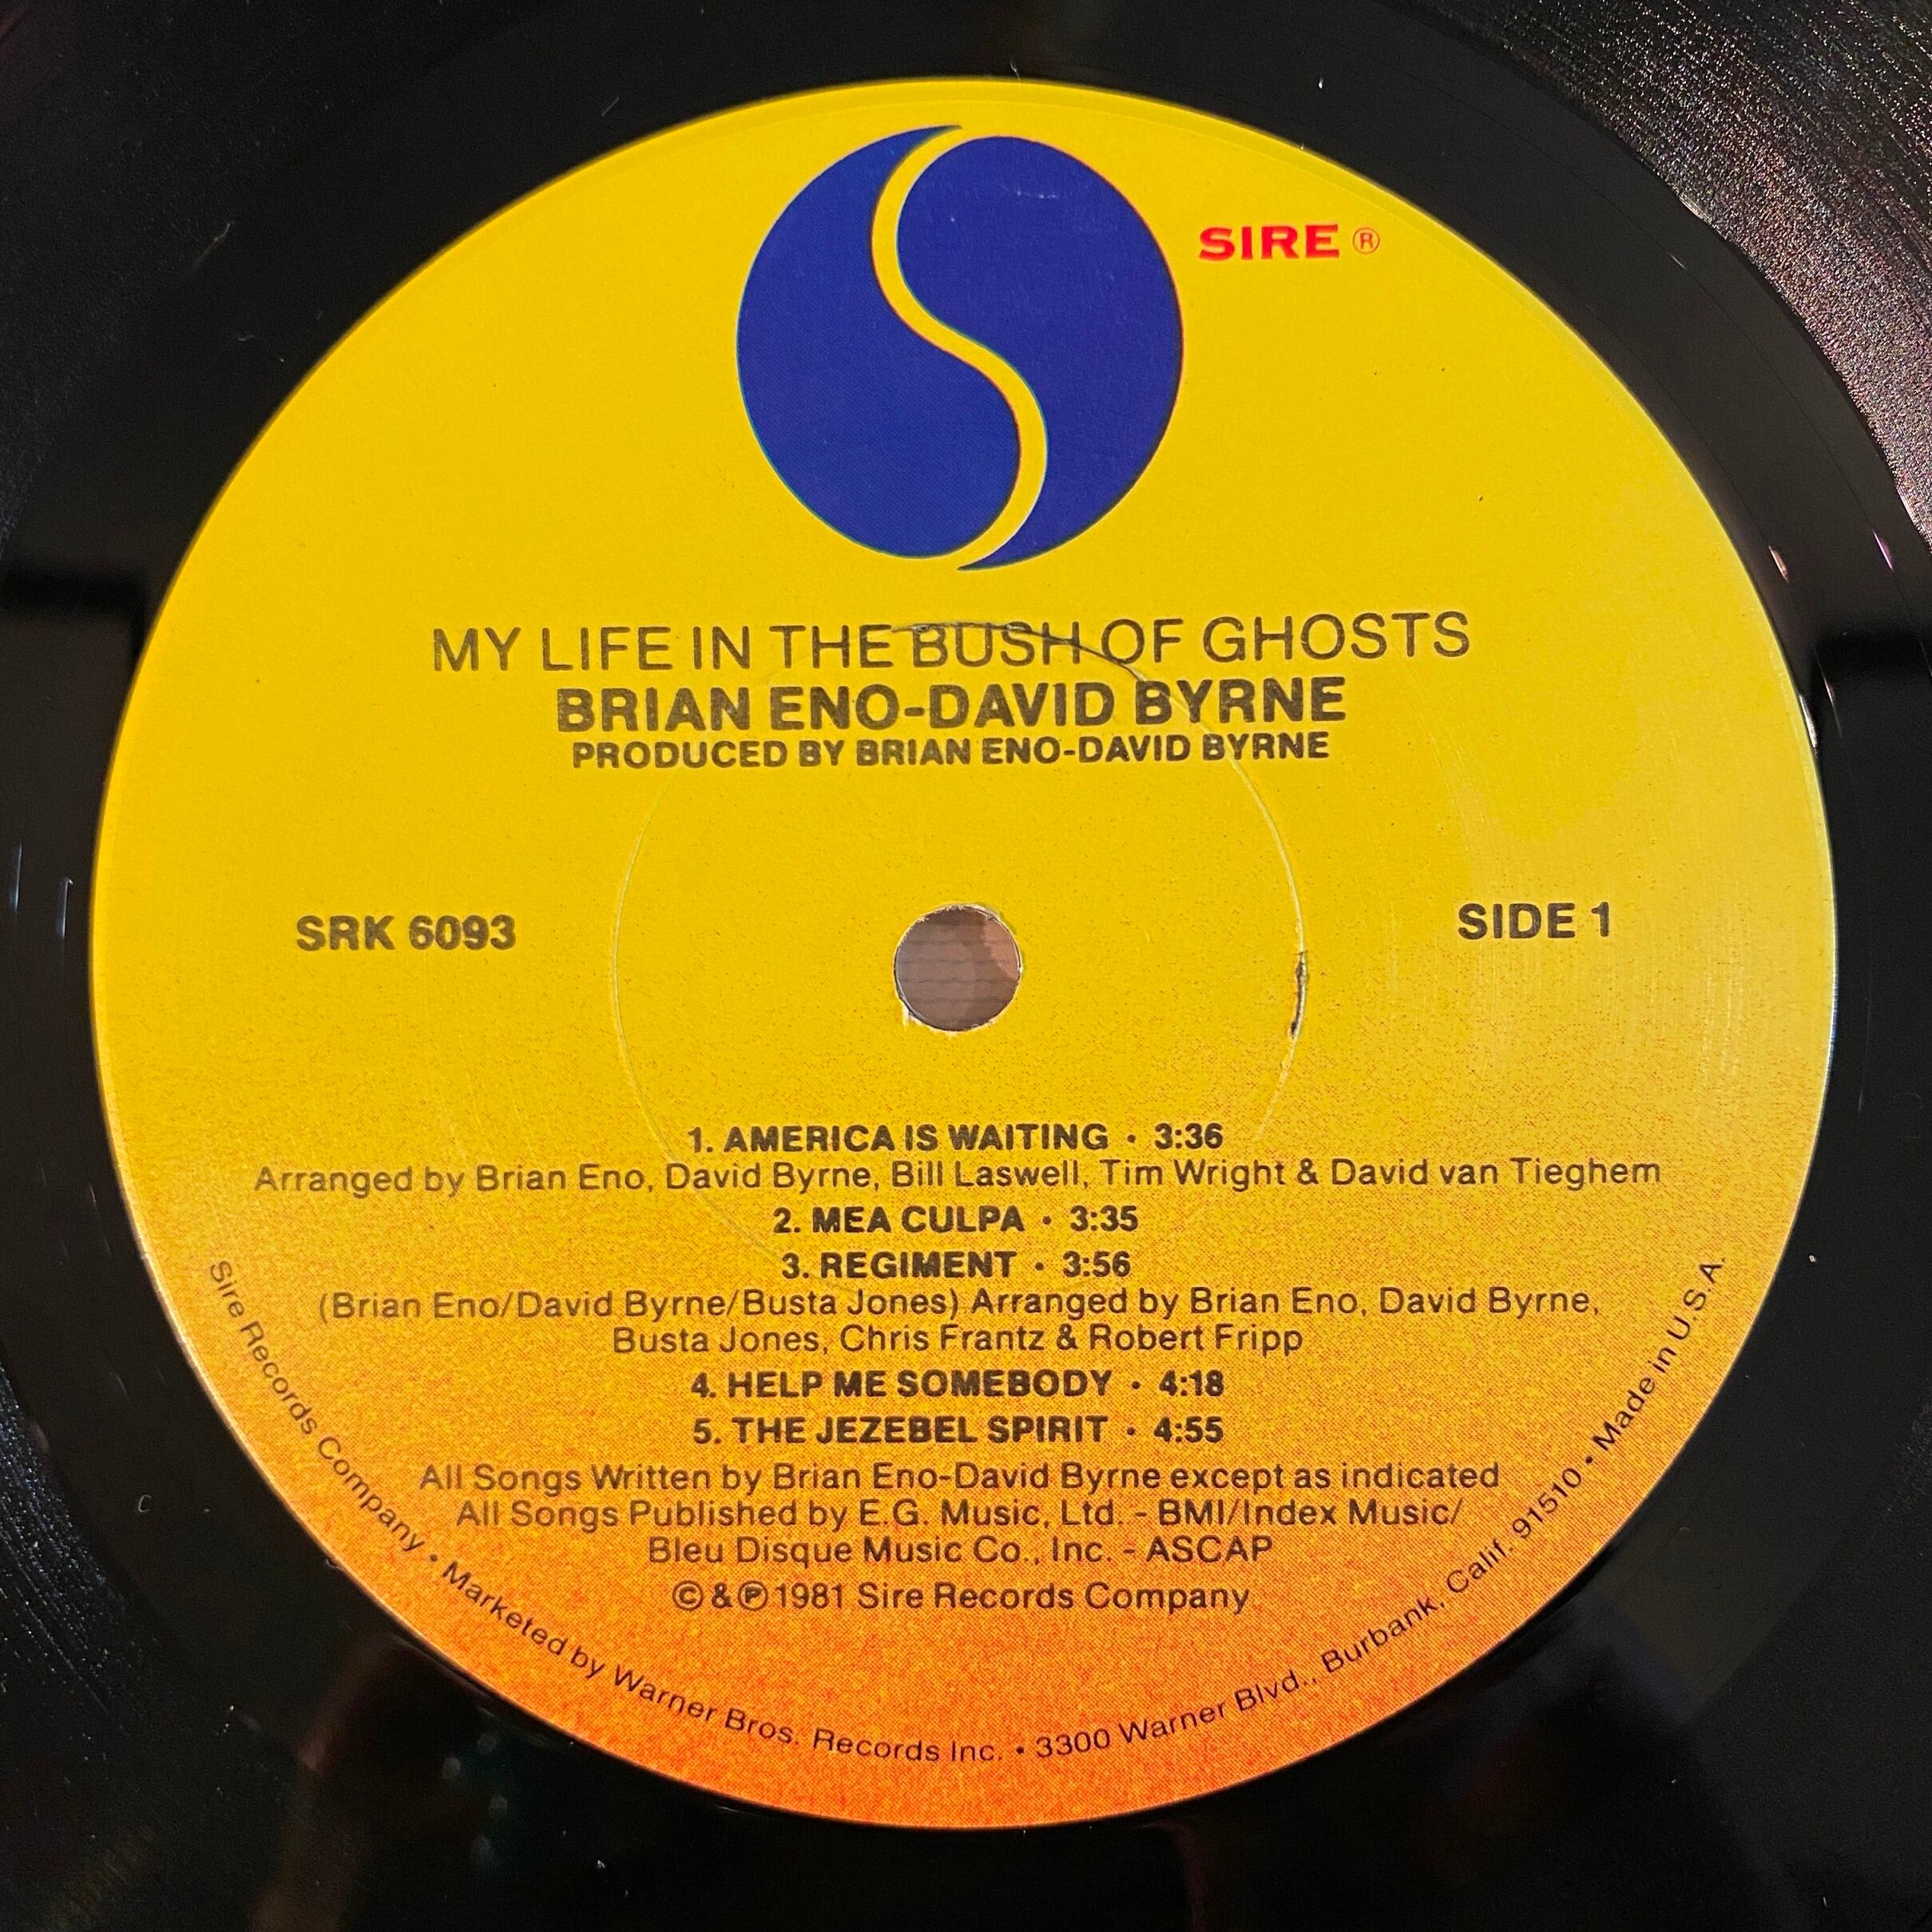 SIRE ®
MY LIFE IN THE BUSH OF GHOSTS
BRIAN ENO-DAVID BYRNE
PRODUCED BY BRIAN ENO-DAVID BYRNE
SRK 6093
SIDE 1
1. AMERICA IS WAITING • 3:36
Arranged by Brian Eno, David Byrne, Bill Laswell, Tim Wright & David van Tieghem
2. MEA CULPA • 3:35
3. REGIMENT • 3:56
(Brian Eno/David Byrne/Busta Jones) Arranged by Brian Eno, David Byrne,
Busta Jones, Chris Frantz & Robert Fripp
4. HELP ME SOMEBODY • 4:18
5. THE JEZEBEL SPIRIT • 4:55
All Songs Written by Brian Eno-David Byrne except as indicated
All Songs Published by E.G. Music, Ltd. - BMI/Index Music/
Bleu Disque Music Co., Inc. - ASCAP
©&℗1981 Sire Records Company
Sire Records Company • Marketed by Warner Bros. Records Inc. • 3300 Warner Blvd., Burbank, Calif. 91510 • Made in U.S.A.